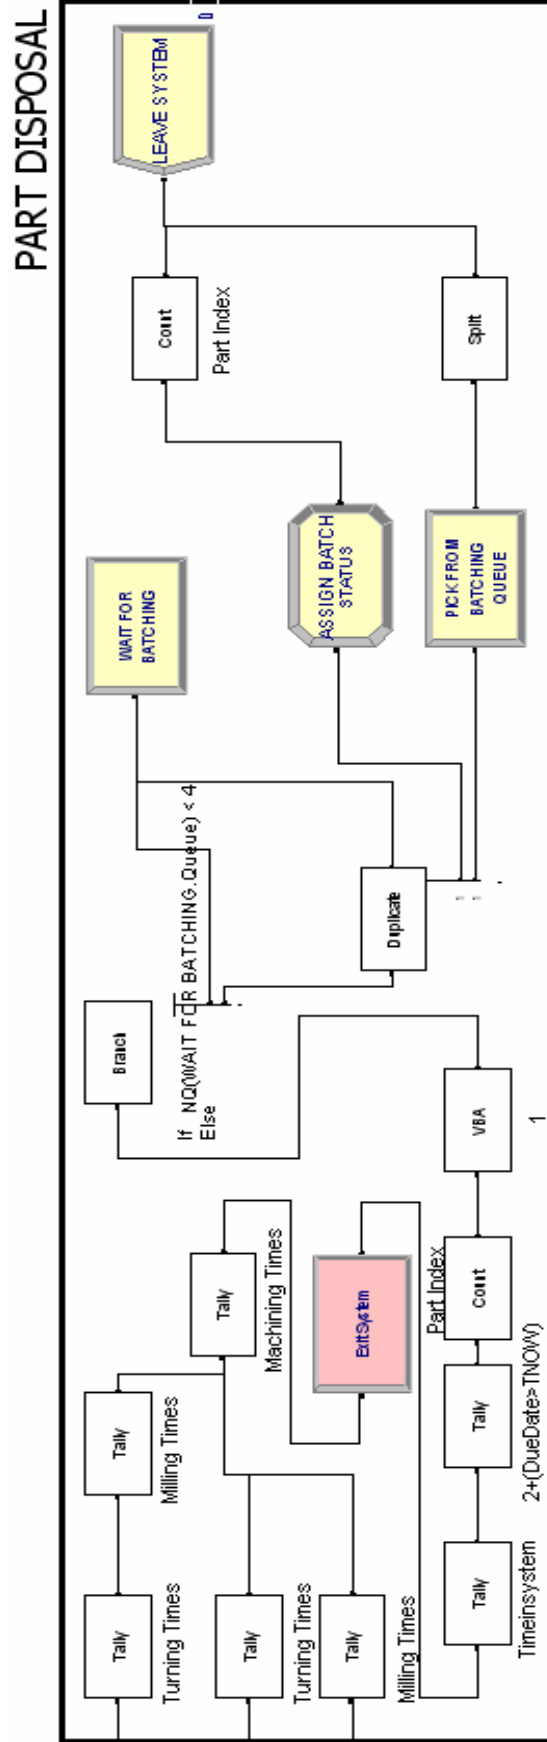 PART DISPOSAL
Tally
Turning Times
Tally
Milling Times
Tally
Turning Times
Tally
Milling Times
Tally
Machining Times
ExitSystem
Tally
Timeinsystem
Tally
2+(DueDate>TNOW)
Count
Part Index
VBA
1
Branch
If NQ(WAIT FOR BATCHING.Queue) < 4
Else
Duplicate
WAIT FOR
BATCHING
ASSIGN BATCH
STATUS
PICK FROM
BATCHING
QUEUE
Count
Part Index
Split
LEAVE SYSTEM
0